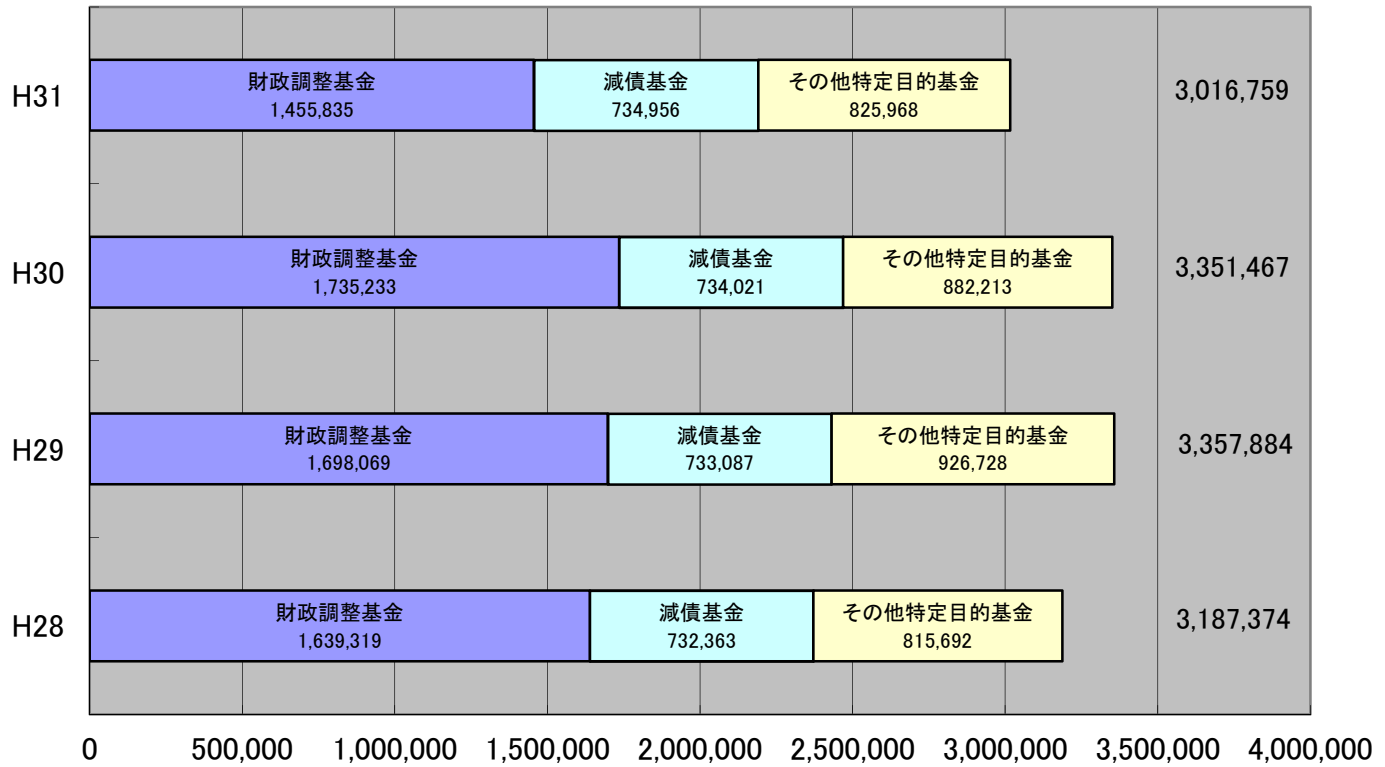 H31
財政調整基金
1,455,835
減債基金
734,956
その他特定目的基金
825,968
3,016,759
H30
財政調整基金
1,735,233
減債基金
734,021
その他特定目的基金
882,213
3,351,467
H29
財政調整基金
1,698,069
減債基金
733,087
その他特定目的基金
926,728
3,357,884
H28
財政調整基金
1,639,319
減債基金
732,363
その他特定目的基金
815,692
3,187,374
0 500,000 1,000,000 1,500,000 2,000,000 2,500,000 3,000,000 3,500,000 4,000,000